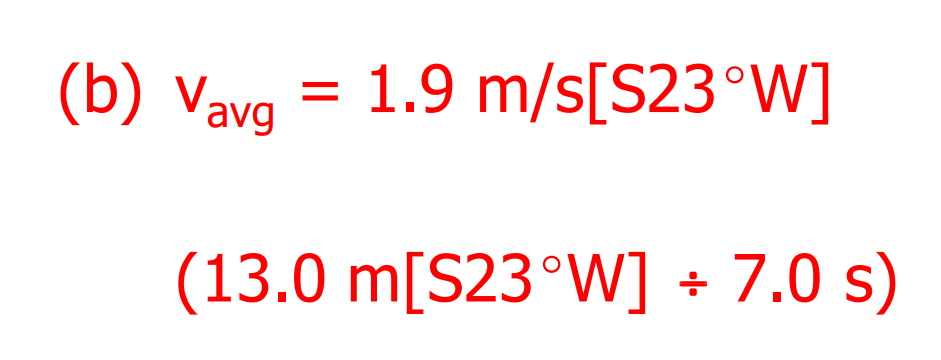 (b) vavg = 1.9 m/s[S23°W]
(13.0 m[S23°W] ÷ 7.0 s)